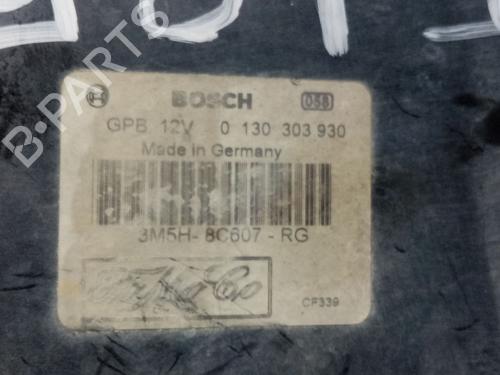 B-PARTS
BOSCH 058
GPB 12V 0 130 303 930
Made in Germany
3M5H- 8C607 - RG
CF339